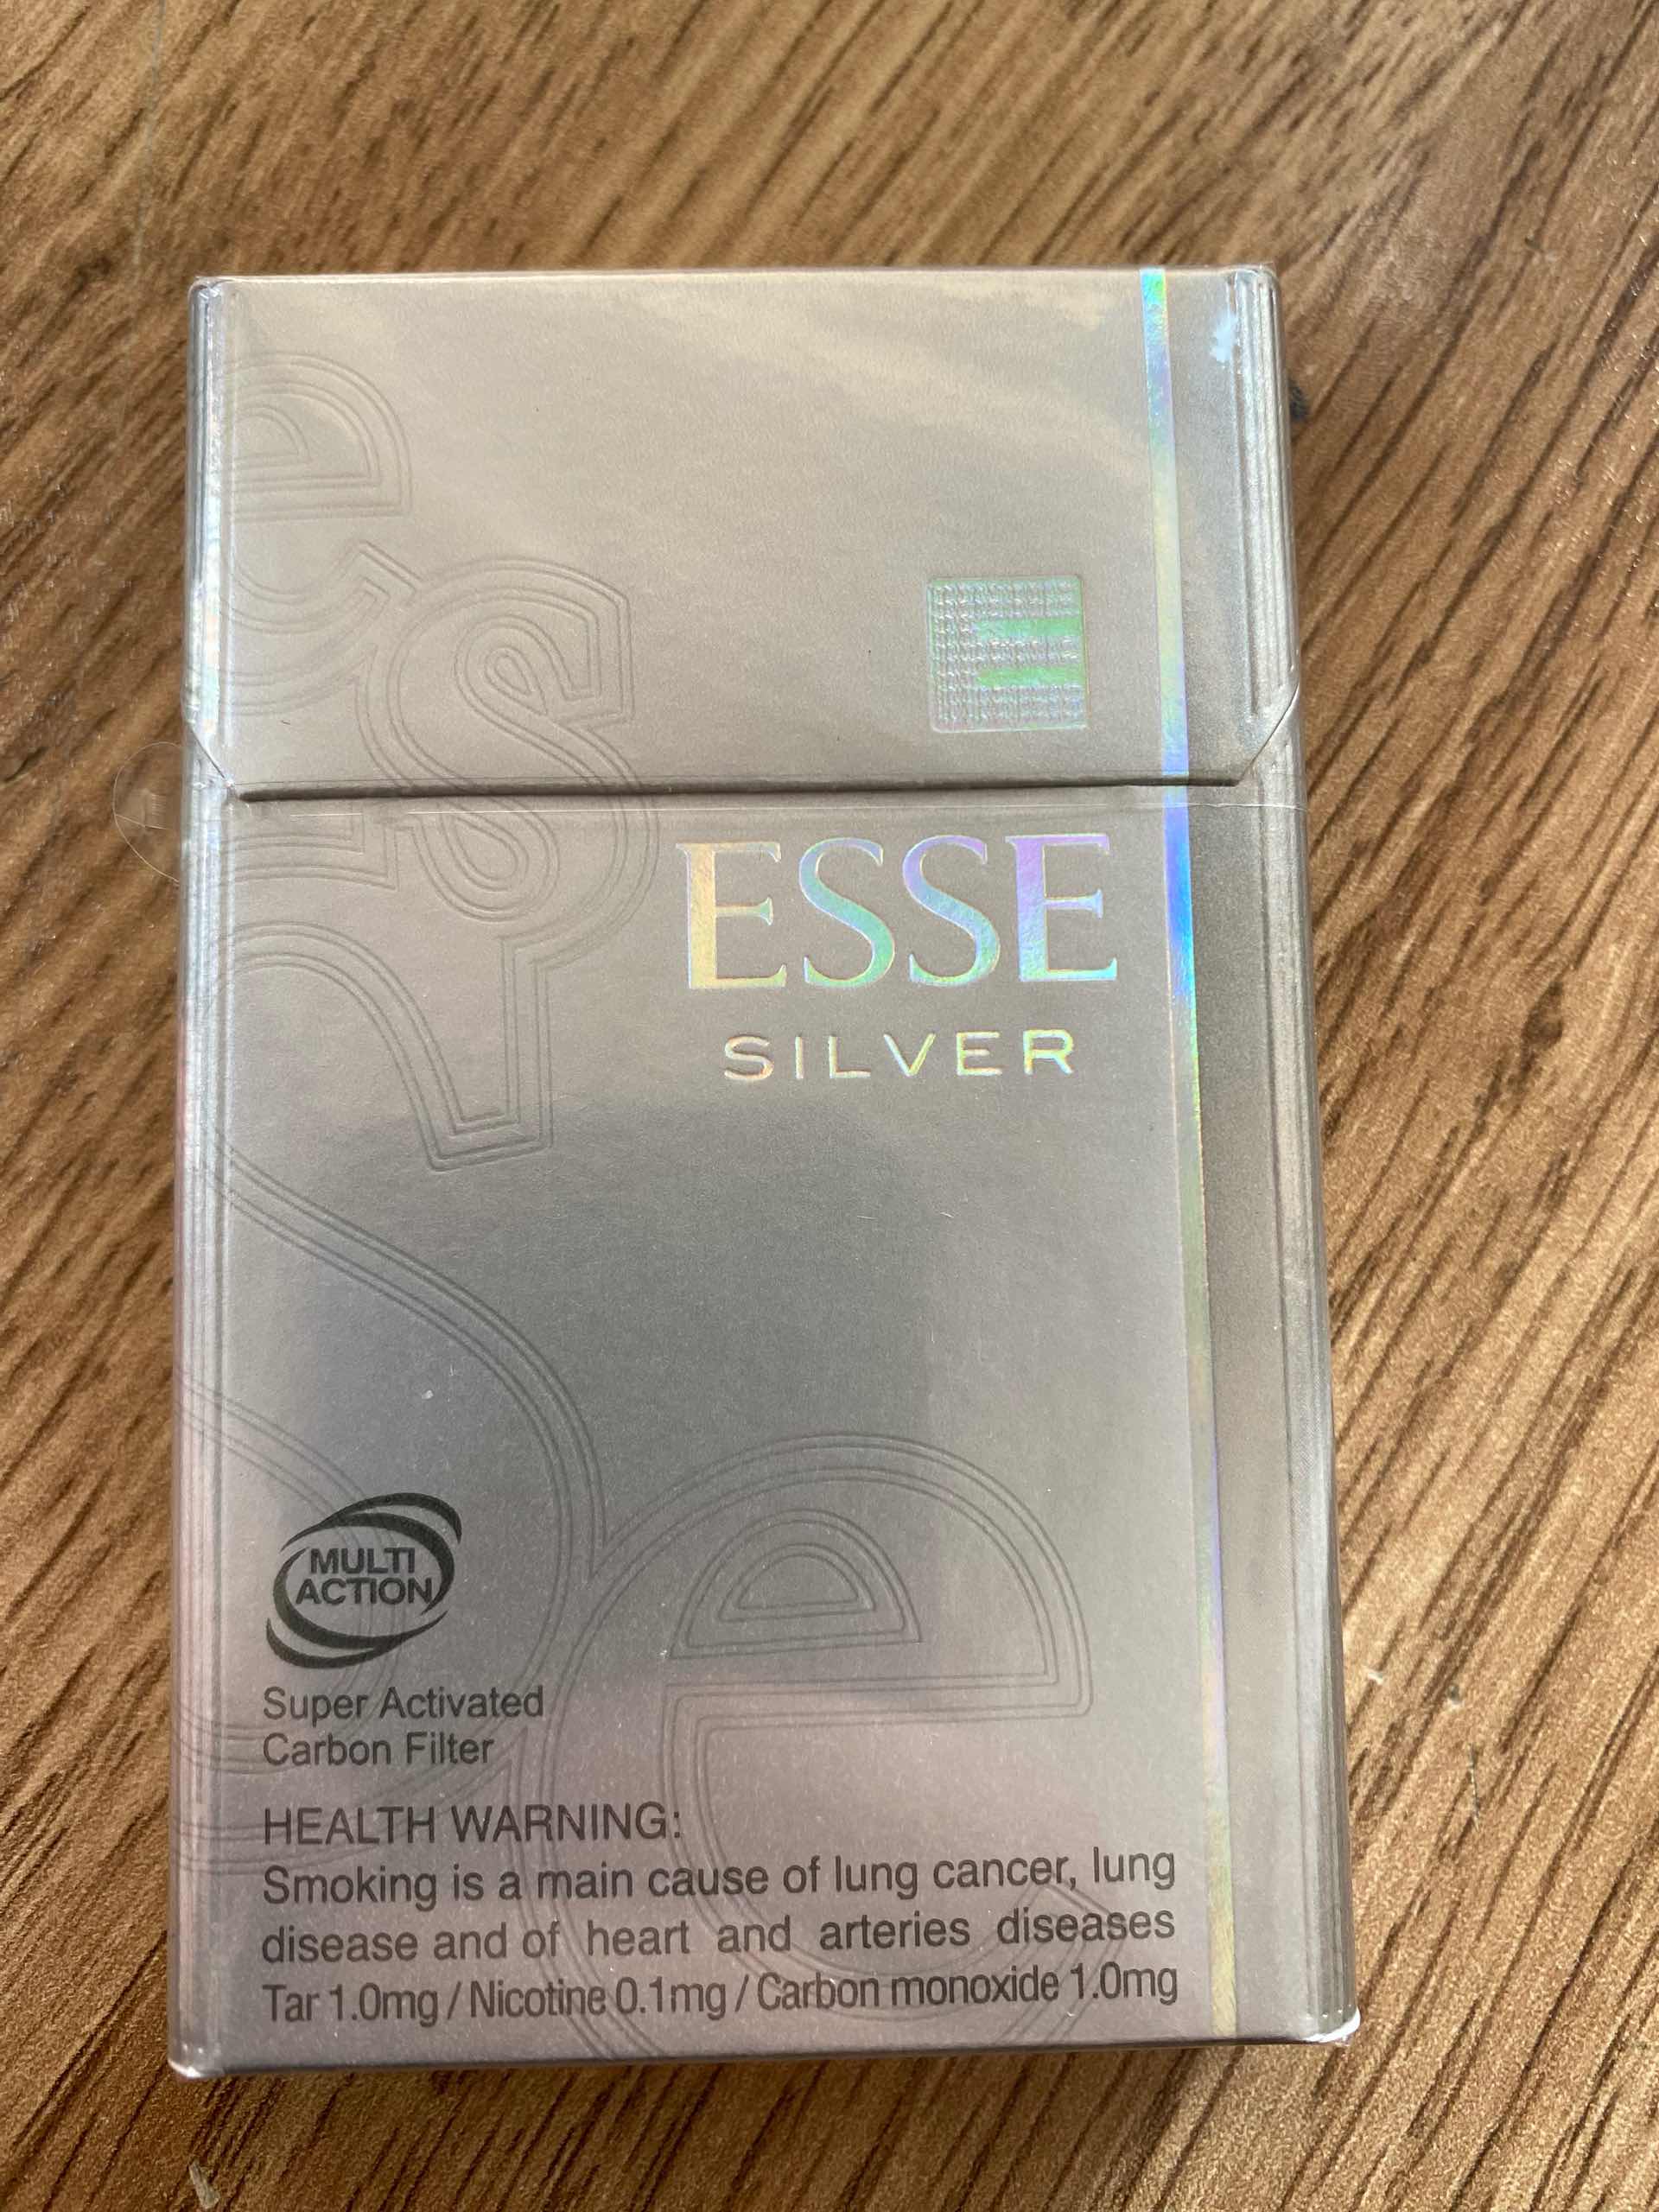 ESSE
SILVER
MULTI
ACTION
Super Activated
Carbon Filter
HEALTH WARNING:
Smoking is a main cause of lung cancer, lung
disease and of heart and arteries diseases
Tar 1.0mg / Nicotine 0.1mg / Carbon monoxide 1.0mg